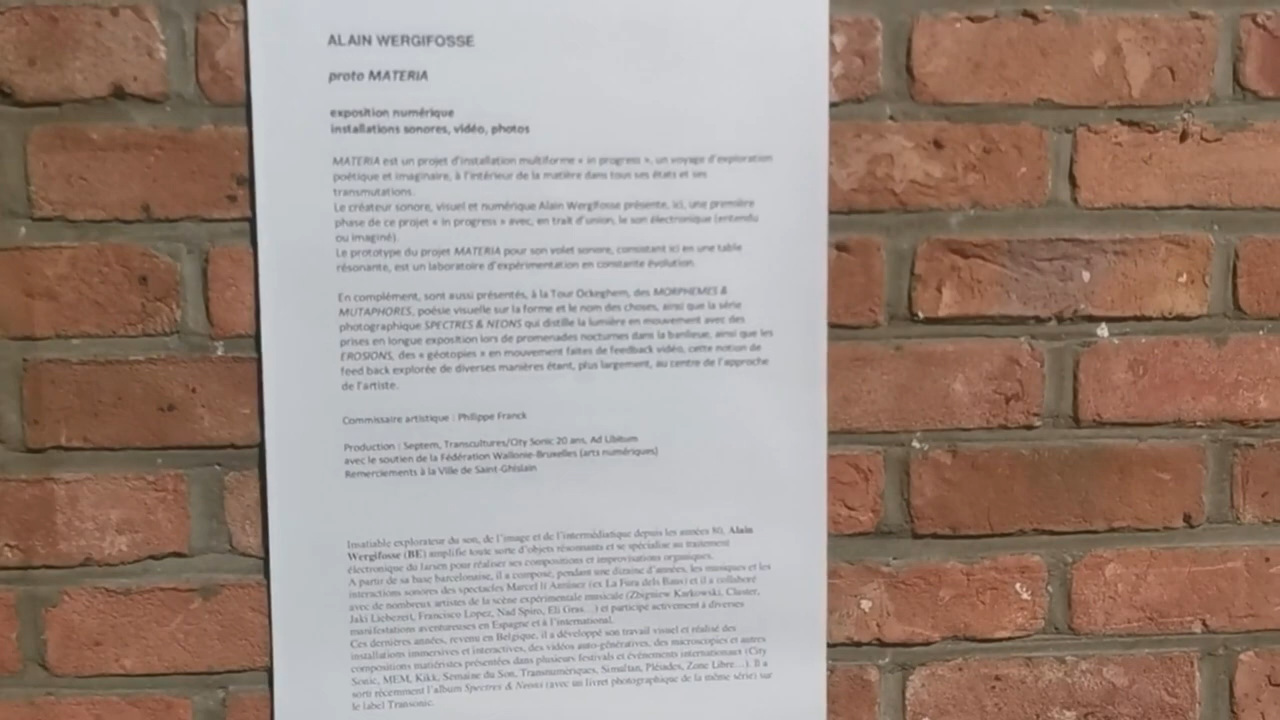 ALAIN WERGIFOSSE
proto MATERIA
exposition numérique
installations sonores, vidéo, photos
MATERIA est un projet d'installation multiforme « in progress », un voyage d'exploration
poétique et imaginaire, à l'intérieur de la matière dans tous ses états et ses
transmutations.
Le créateur sonore, visuel et numérique Alain Wergifosse présente, ici, une première
phase de ce projet « in progress » avec, en trait d'union, le son électronique (entendu
ou imaginé).
Le prototype du projet MATERIA pour son volet sonore, consistant ici en une table
résonante, est un laboratoire d'expérimentation en constante évolution.
En complément, sont aussi présentés, à la Tour Ockeghem, des MORPHEMES &
MUTAPHORES, poésie visuelle sur la forme et le nom des choses, ainsi que la série
photographique SPECTRES & NEONS qui distille la lumière en mouvement avec des
prises en longue exposition lors de promenades nocturnes dans la banlieue, ainsi que les
EROSIONS, des « géotopies » en mouvement faites de feedback vidéo, cette notion de
feed back explorée de diverses manières étant, plus largement, au centre de l'approche
de l'artiste.
Commissaire artistique : Philippe Franck
Production : Septem, Transcultures/City Sonic 20 ans, Ad Libitum
avec le soutien de la Fédération Wallonie-Bruxelles (arts numériques)
Remerciements à la Ville de Saint-Ghislain
Insatiable explorateur du son, de l'image et de l'intermédiatique depuis les années 80, Alain
Wergifosse (BE) amplifie toute sorte d'objets résonnants et se spécialise au traitement
électronique du larsen pour réaliser ses compositions et improvisations organiques.
A partir de sa base barcelonaise, il a composé, pendant une dizaine d'années, les musiques et les
interactions sonores des spectacles Marcel lí Antúnez (ex La Fura dels Baus) et il a collaboré
avec de nombreux artistes de la scène expérimentale musicale (Zbigniew Karkowski, Cluster,
Jaki Liebezeit, Francisco Lopez, Nad Spiro, Eli Gras…) et participé activement à diverses
manifestations aventureuses en Espagne et à l'international.
Ces dernières années, revenu en Belgique, il a développé son travail visuel et réalisé des
installations immersives et interactives, des vidéos auto-génératives, des macroscopies et autres
compositions matiéristes présentées dans plusieurs festivals et événements internationaux (City
Sonic, MEM, Kikk, Semaine du Son, Transnumériques, Simultan, Pléiades, Zone Libre…). Il a
sorti récemment l'album Spectres & Neons (avec un livret photographique de la même série) sur
le label Transonic.